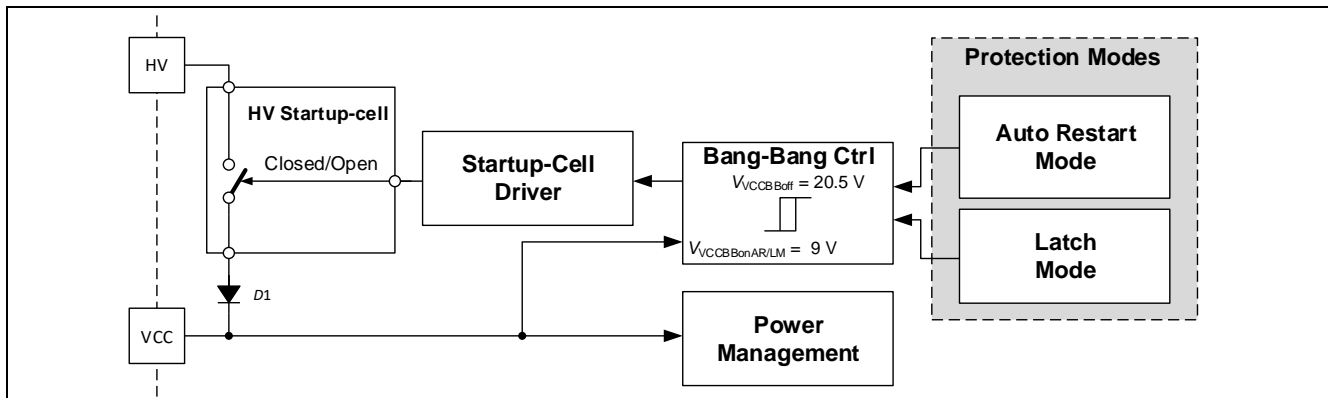 HV
HV Startup-cell
Closed/Open
Startup-Cell
Driver
Bang-Bang Ctrl
VVCCBBoff = 20.5 V
VVCCBBonAR/LM = 9 V
Protection Modes
Auto Restart
Mode
Latch
Mode
D1
VCC
Power
Management